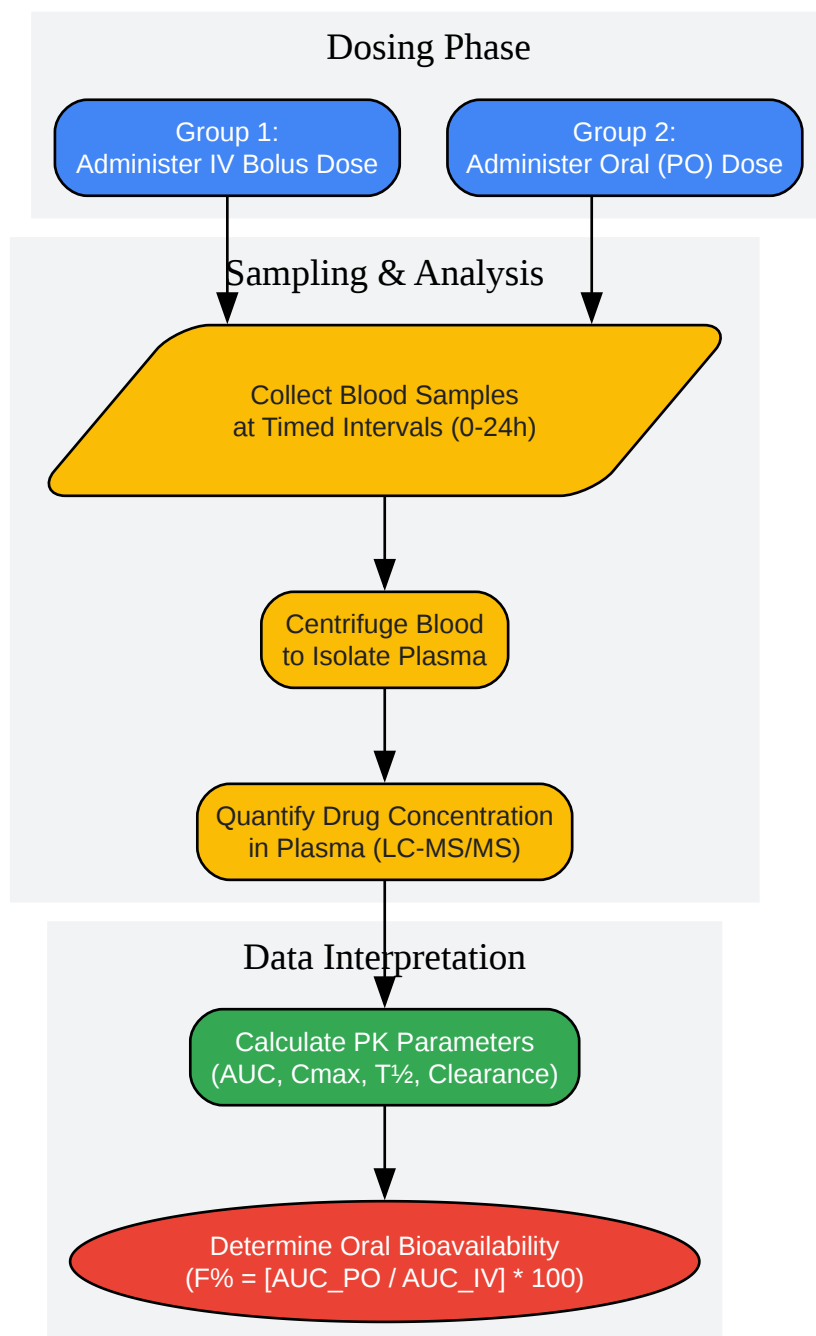 Dosing Phase
Group 1:
Administer IV Bolus Dose
Group 2:
Administer Oral (PO) Dose
Sampling & Analysis
Collect Blood Samples
at Timed Intervals (0-24h)
Centrifuge Blood
to Isolate Plasma
Quantify Drug Concentration
in Plasma (LC-MS/MS)
Data Interpretation
Calculate PK Parameters
(AUC, Cmax, T½, Clearance)
Determine Oral Bioavailability
(F% = [AUC_PO / AUC_IV] * 100)